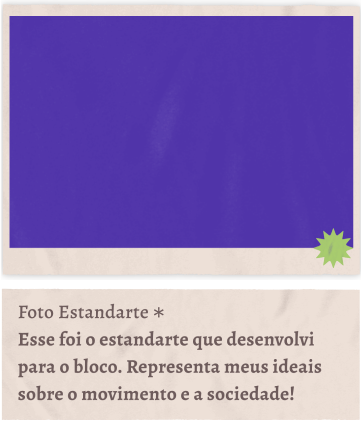 Foto Estandarte *
Esse foi o estandarte que desenvolvi
para o bloco. Representa meus ideais
sobre o movimento e a sociedade!